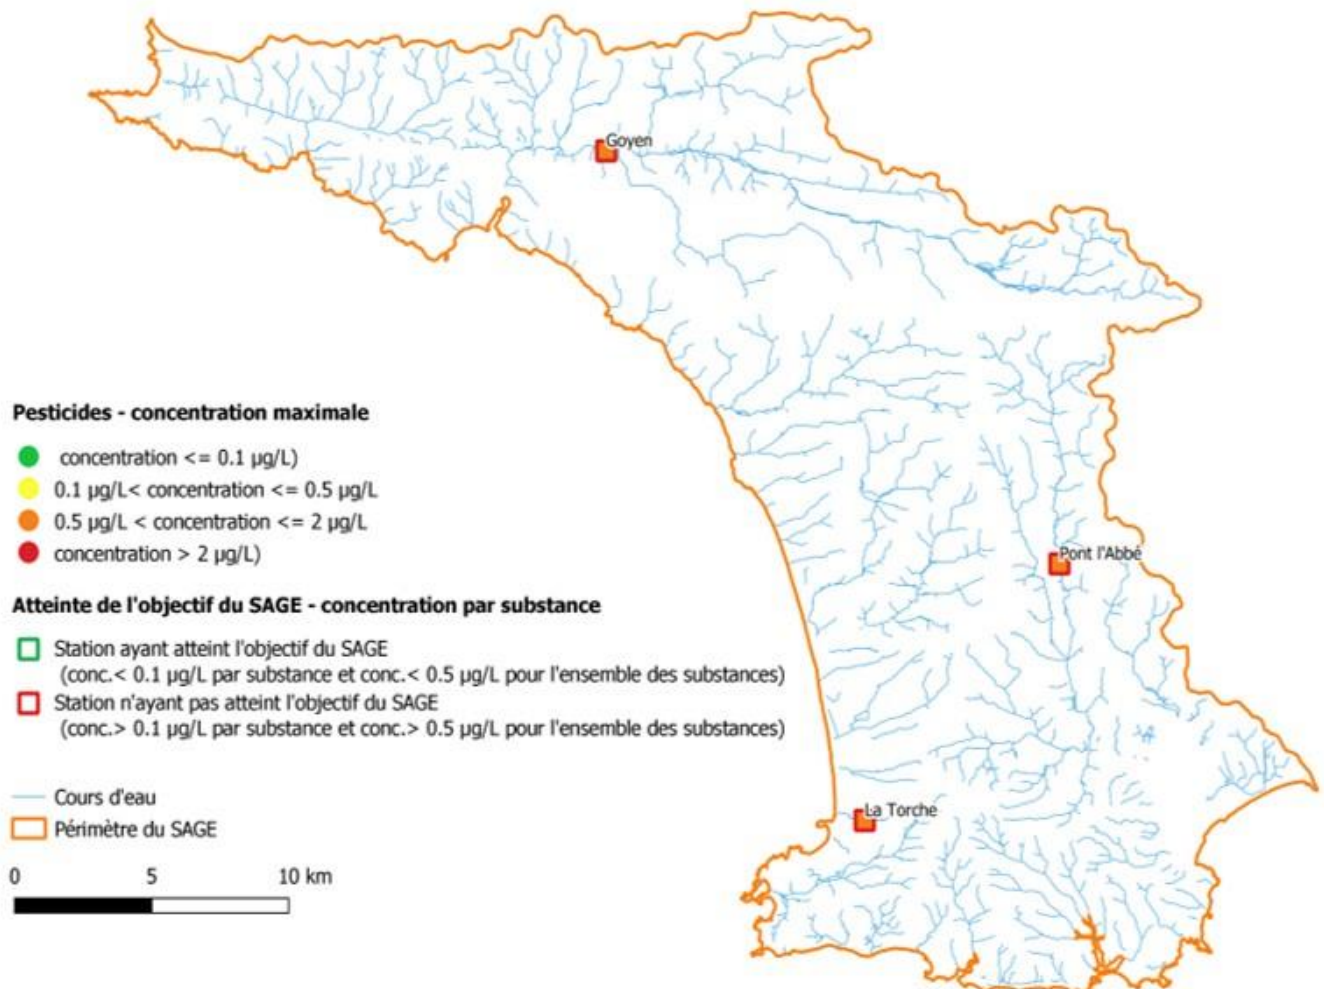 Goyen
Pesticides - concentration maximale
concentration <= 0.1 µg/L)
0.1 µg/L< concentration <= 0.5 µg/L
0.5 µg/L < concentration <= 2 µg/L
concentration > 2 µg/L)
Pont l'Abbé
Atteinte de l'objectif du SAGE - concentration par substance
Station ayant atteint l'objectif du SAGE
(conc.< 0.1 µg/L par substance et conc.< 0.5 µg/L pour l'ensemble des substances)
Station n'ayant pas atteint l'objectif du SAGE
(conc.> 0.1 µg/L par substance et conc.> 0.5 µg/L pour l'ensemble des substances)
Cours d'eau
La Torche
Périmètre du SAGE
0 5 10 km